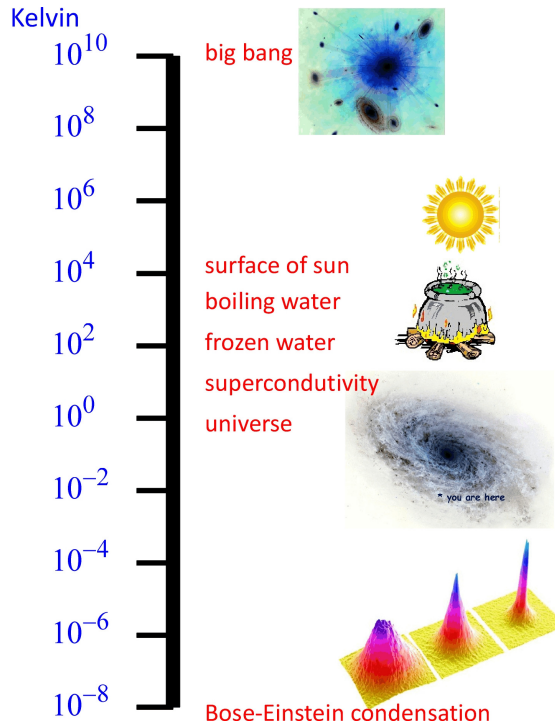 Kelvin
10^10 big bang
10^8
10^6
10^4 surface of sun
boiling water
10^2 frozen water
supercondutivity
10^0 universe
10^−2 * you are here
10^−4
10^−6
10^−8 Bose-Einstein condensation